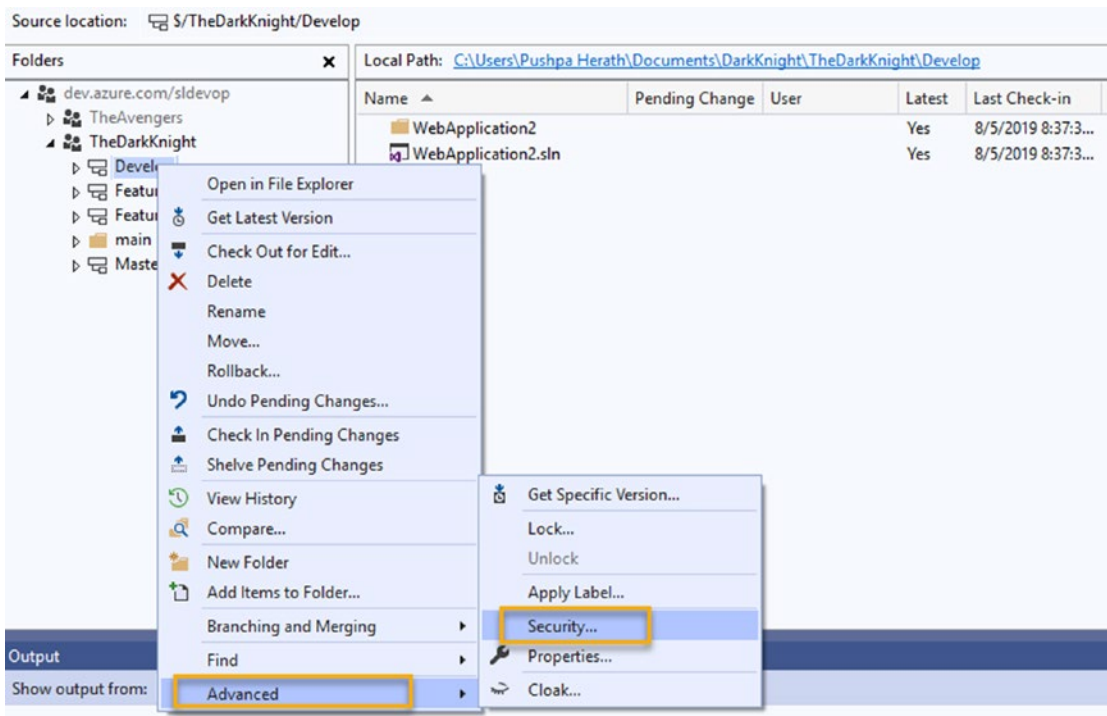 Source location: $/TheDarkKnight/Develop
Folders
Local Path: C:\Users\Pushpa Herath\Documents\DarkKnight\TheDarkKnight\Develop
dev.azure.com/sldevop
TheAvengers
TheDarkKnight
Develo
Featu
Featu
main
Maste
Name Pending Change User Latest Last Check-in
WebApplication2 Yes 8/5/2019 8:37:3...
WebApplication2.sln Yes 8/5/2019 8:37:3...
Open in File Explorer
Get Latest Version
Check Out for Edit...
Delete
Rename
Move...
Rollback...
Undo Pending Changes...
Check In Pending Changes
Shelve Pending Changes
View History
Compare...
New Folder
Add Items to Folder...
Branching and Merging
Find
Advanced
Get Specific Version...
Lock...
Unlock
Apply Label...
Security...
Properties...
Cloak...
Output
Show output from: